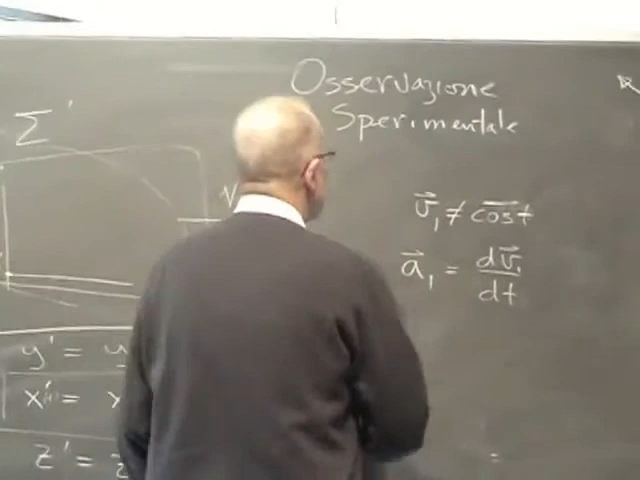 Σ'
y' = y
x' = x
z' = z
Osservazione
Sperimentale
v⃗₁ ≠ cost
a⃗₁ = dv⃗₁/dt
=